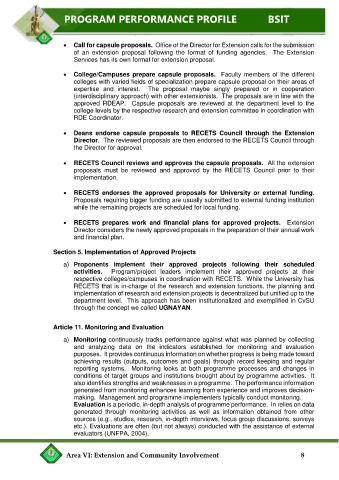 PROGRAM PERFORMANCE PROFILE BSIT
• Call for capsule proposals. Office of the Director for Extension calls for the submission
of an extension proposal following the format of funding agencies. The Extension
Services has its own format for extension proposal.
• College/Campuses prepare capsule proposals. Faculty members of the different
colleges with varied fields of specialization prepare capsule proposal on their areas of
expertise and interest. The proposal maybe singly prepared or in cooperation
(interdisciplinary approach) with other extensionists. The proposals are in line with the
approved RDEAP. Capsule proposals are reviewed at the department level to the
college levels by the respective research and extension committee in coordination with
RDE Coordinator.
• Deans endorse capsule proposals to RECETS Council through the Extension
Director. The reviewed proposals are then endorsed to the RECETS Council through
the Director for approval.
• RECETS Council reviews and approves the capsule proposals. All the extension
proposals must be reviewed and approved by the RECETS Council prior to their
implementation.
• RECETS endorses the approved proposals for University or external funding.
Proposals requiring bigger funding are usually submitted to external funding institution
while the remaining projects are scheduled for local funding.
• RECETS prepares work and financial plans for approved projects. Extension
Director considers the newly approved proposals in the preparation of their annual work
and financial plan.
Section 5. Implementation of Approved Projects
a) Proponents implement their approved projects following their scheduled
activities. Program/project leaders implement their approved projects at their
respective colleges/campuses in coordination with RECETS. While the University has
RECETS that is in-charge of the research and extension functions, the planning and
implementation of research and extension projects is decentralized but unified up to the
department level. This approach has been institutionalized and exemplified in CvSU
through the concept we called UGNAYAN.
Article 11. Monitoring and Evaluation
a) Monitoring continuously tracks performance against what was planned by collecting
and analyzing data on the indicators established for monitoring and evaluation
purposes. It provides continuous information on whether progress is being made toward
achieving results (outputs, outcomes and goals) through record keeping and regular
reporting systems. Monitoring looks at both programme processes and changes in
conditions of target groups and institutions brought about by programme activities. It
also identifies strengths and weaknesses in a programme. The performance information
generated from monitoring enhances learning from experience and improves decision-
making. Management and programme implementers typically conduct monitoring.
Evaluation is a periodic, in-depth analysis of programme performance. In relies on data
generated through monitoring activities as well as information obtained from other
sources (e.g., studies, research, in-depth interviews, focus group discussions, surveys
etc.). Evaluations are often (but not always) conducted with the assistance of external
evaluators (UNFPA, 2004).
Area VI: Extension and Community Involvement 8